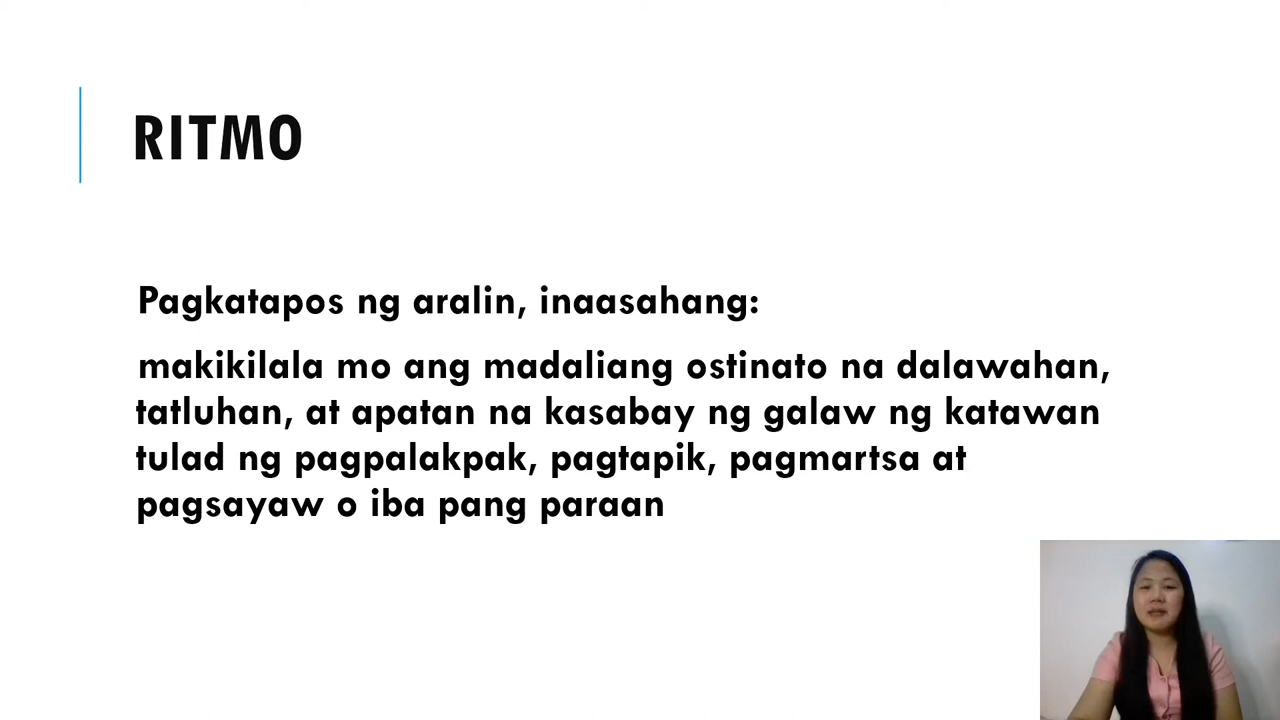 RITMO
Pagkatapos ng aralin, inaasahang:
makikilala mo ang madaliang ostinato na dalawahan,
tatluhan, at apatan na kasabay ng galaw ng katawan
tulad ng pagpalakpak, pagtapik, pagmartsa at
pagsayaw o iba pang paraan